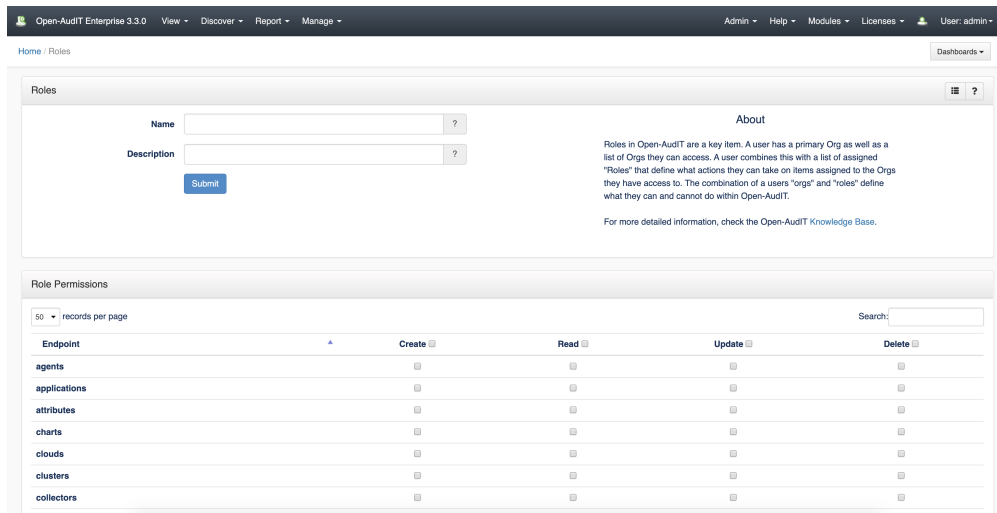 Open-AudIT Enterprise 3.3.0 View Discover Report Manage Admin Help Modules Licenses User: admin
Home / Roles Dashboards
Roles ?
About
Name ?
Description ?
Submit
Roles in Open-AudIT are a key item. A user has a primary Org as well as a
list of Orgs they can access. A user combines this with a list of assigned
"Roles" that define what actions they can take on items assigned to the Orgs
they have access to. The combination of a users "orgs" and "roles" define
what they can and cannot do within Open-AudIT.
For more detailed information, check the Open-AudIT Knowledge Base.
Role Permissions
50 records per page Search:
Endpoint Create Read Update Delete
agents
applications
attributes
charts
clouds
clusters
collectors